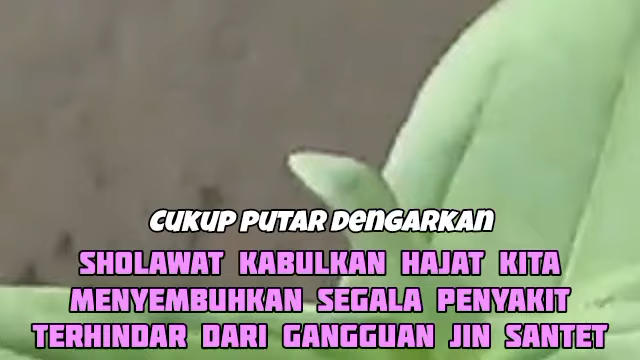 CUKUP PUTAR DENGARKAN
SHOLAWAT KABULKAN HAJAT KITA
MENYEMBUHKAN SEGALA PENYAKIT
TERHINDAR DARI GANGGUAN JIN SANTET